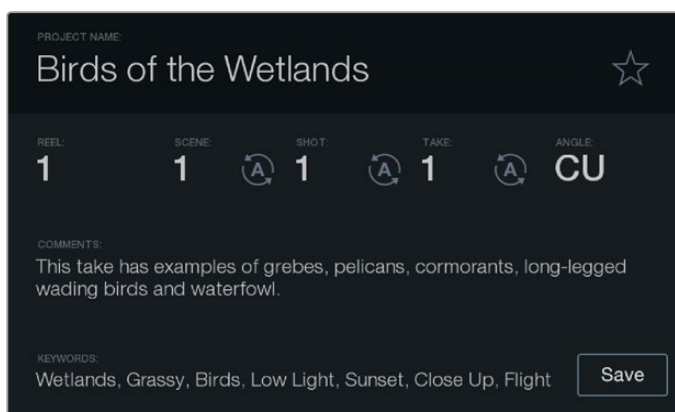 PROJECT NAME:
Birds of the Wetlands
REEL: SCENE: SHOT: TAKE: ANGLE:
1 1 A 1 A 1 A CU
COMMENTS:
This take has examples of grebes, pelicans, cormorants, long-legged
wading birds and waterfowl.
KEYWORDS:
Wetlands, Grassy, Birds, Low Light, Sunset, Close Up, Flight
Save